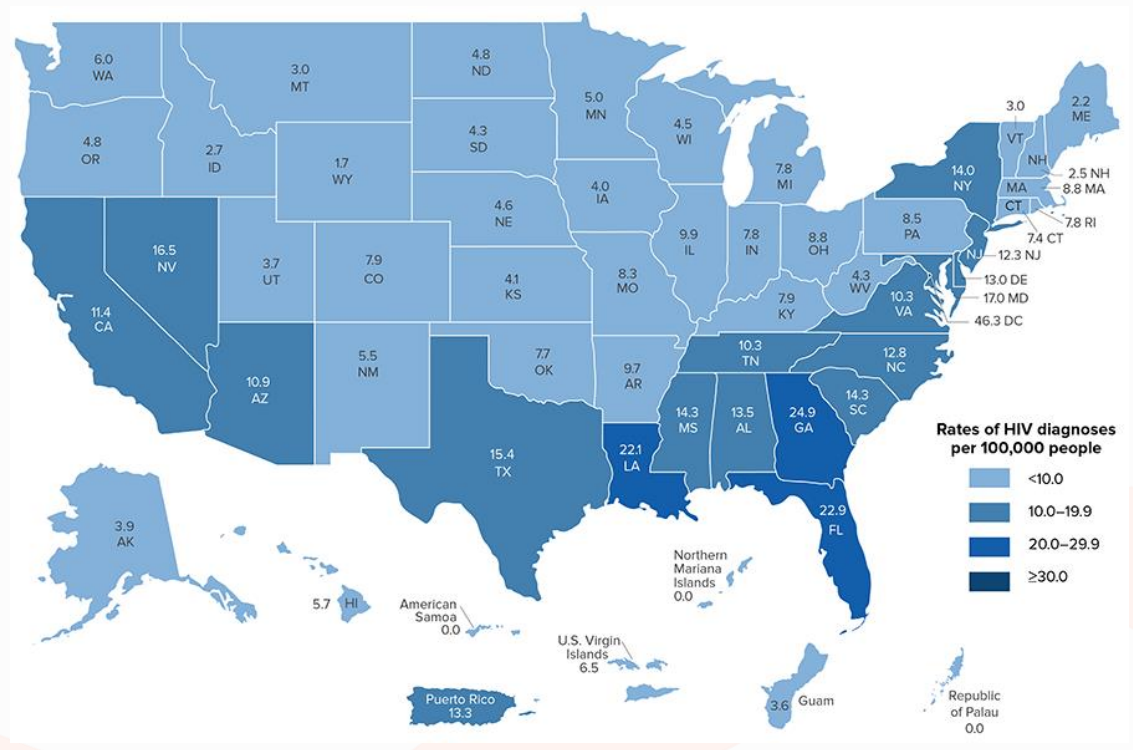 6.0
WA
3.0
MT
4.8
ND
5.0
MN
4.5
WI
7.8
MI
3.0
VT
NH
2.5 NH
2.2
ME
4.8
OR
2.7
ID
1.7
WY
4.3
SD
4.0
IA
14.0
NY
MA
8.8 MA
CT
7.8 RI
7.4 CT
16.5
NV
3.7
UT
7.9
CO
4.6
NE
4.1
KS
8.3
MO
9.9
IL
7.8
IN
8.8
OH
8.5
PA
NJ
12.3 NJ
13.0 DE
17.0 MD
46.3 DC
4.3
WV
10.3
VA
7.9
KY
11.4
CA
10.9
AZ
5.5
NM
7.7
OK
9.7
AR
10.3
TN
12.8
NC
14.3
SC
15.4
TX
22.1
LA
14.3
MS
13.5
AL
24.9
GA
22.9
FL
Rates of HIV diagnoses
per 100,000 people
<10.0
10.0–19.9
20.0–29.9
≥30.0
3.9
AK
5.7
HI
American
Samoa
0.0
Northern
Mariana
Islands
0.0
U.S. Virgin
Islands
6.5
Puerto Rico
13.3
3.6
Guam
Republic
of Palau
0.0